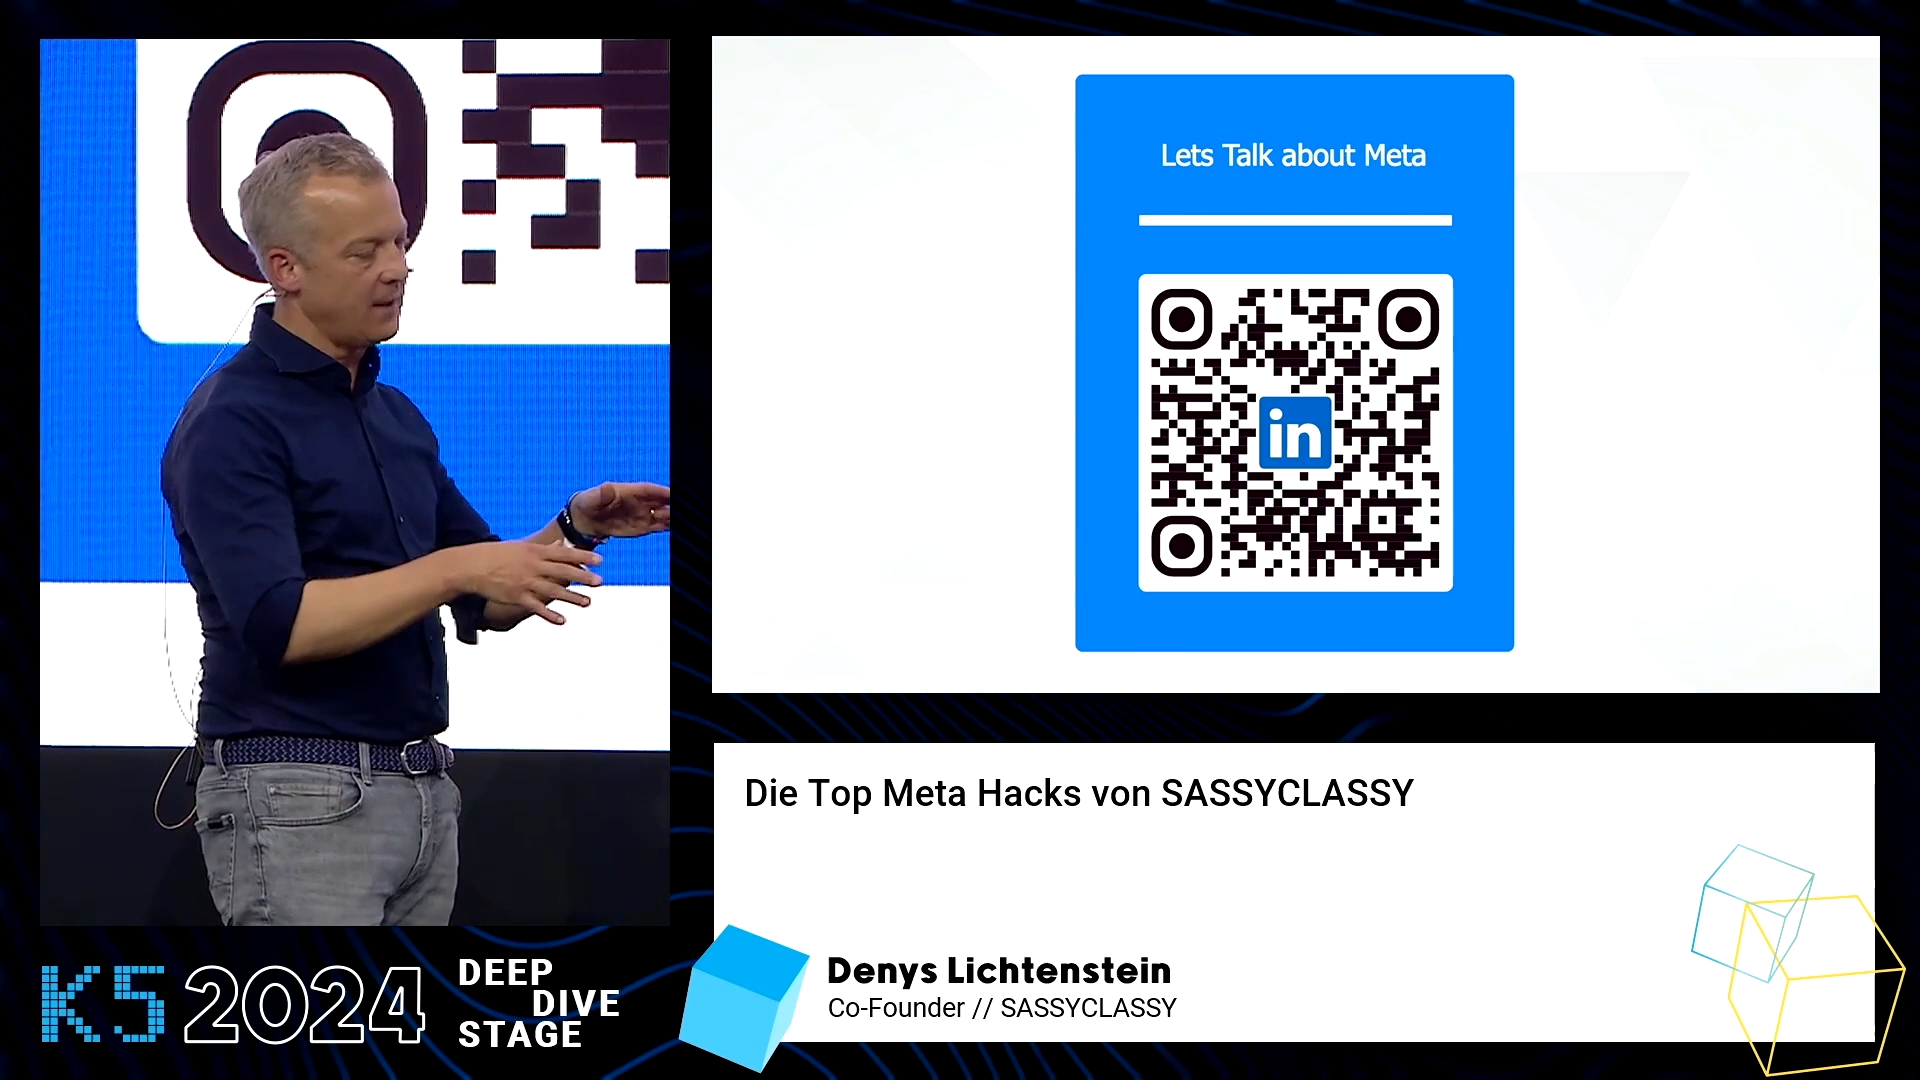 Lets Talk about Meta
in
Die Top Meta Hacks von SASSYCLASSY
Denys Lichtenstein
Co-Founder // SASSYCLASSY
K5 2024
DEEP
DIVE
STAGE